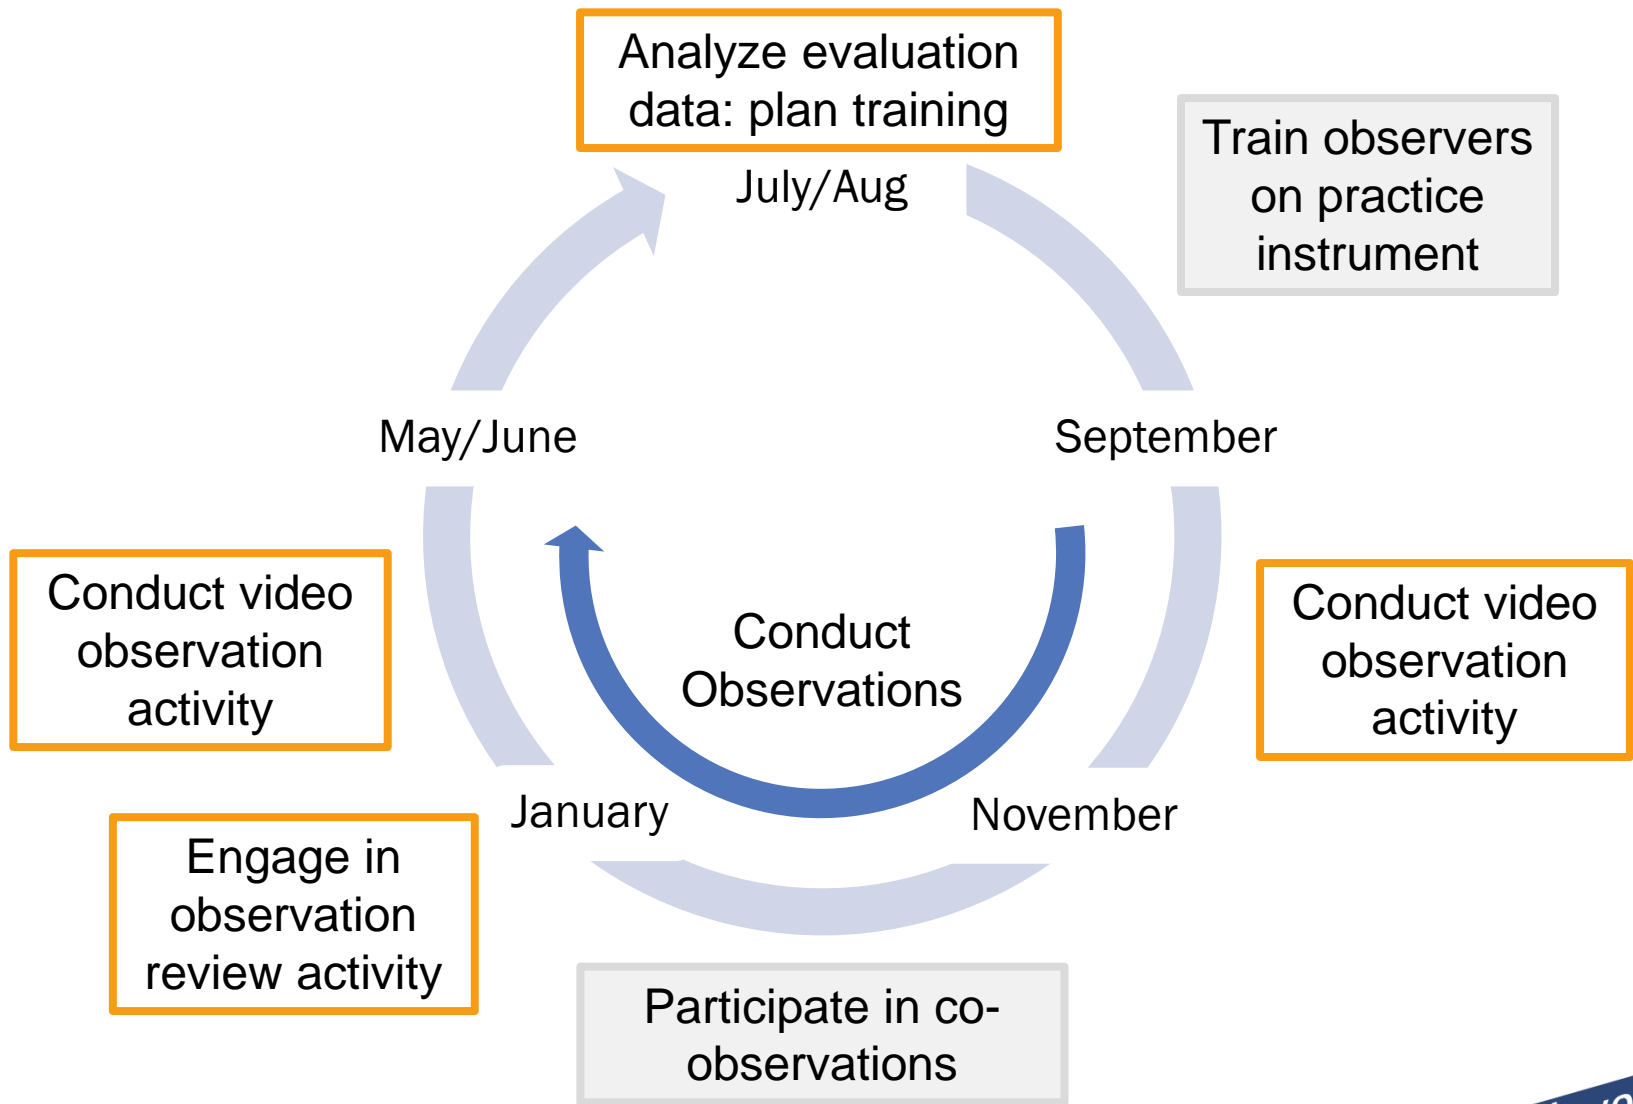 Analyze evaluation
data: plan training
July/Aug
Train observers
on practice
instrument
May/June
September
Conduct video
observation
activity
Conduct
Observations
Conduct video
observation
activity
January
November
Engage in
observation
review activity
Participate in co-
observations